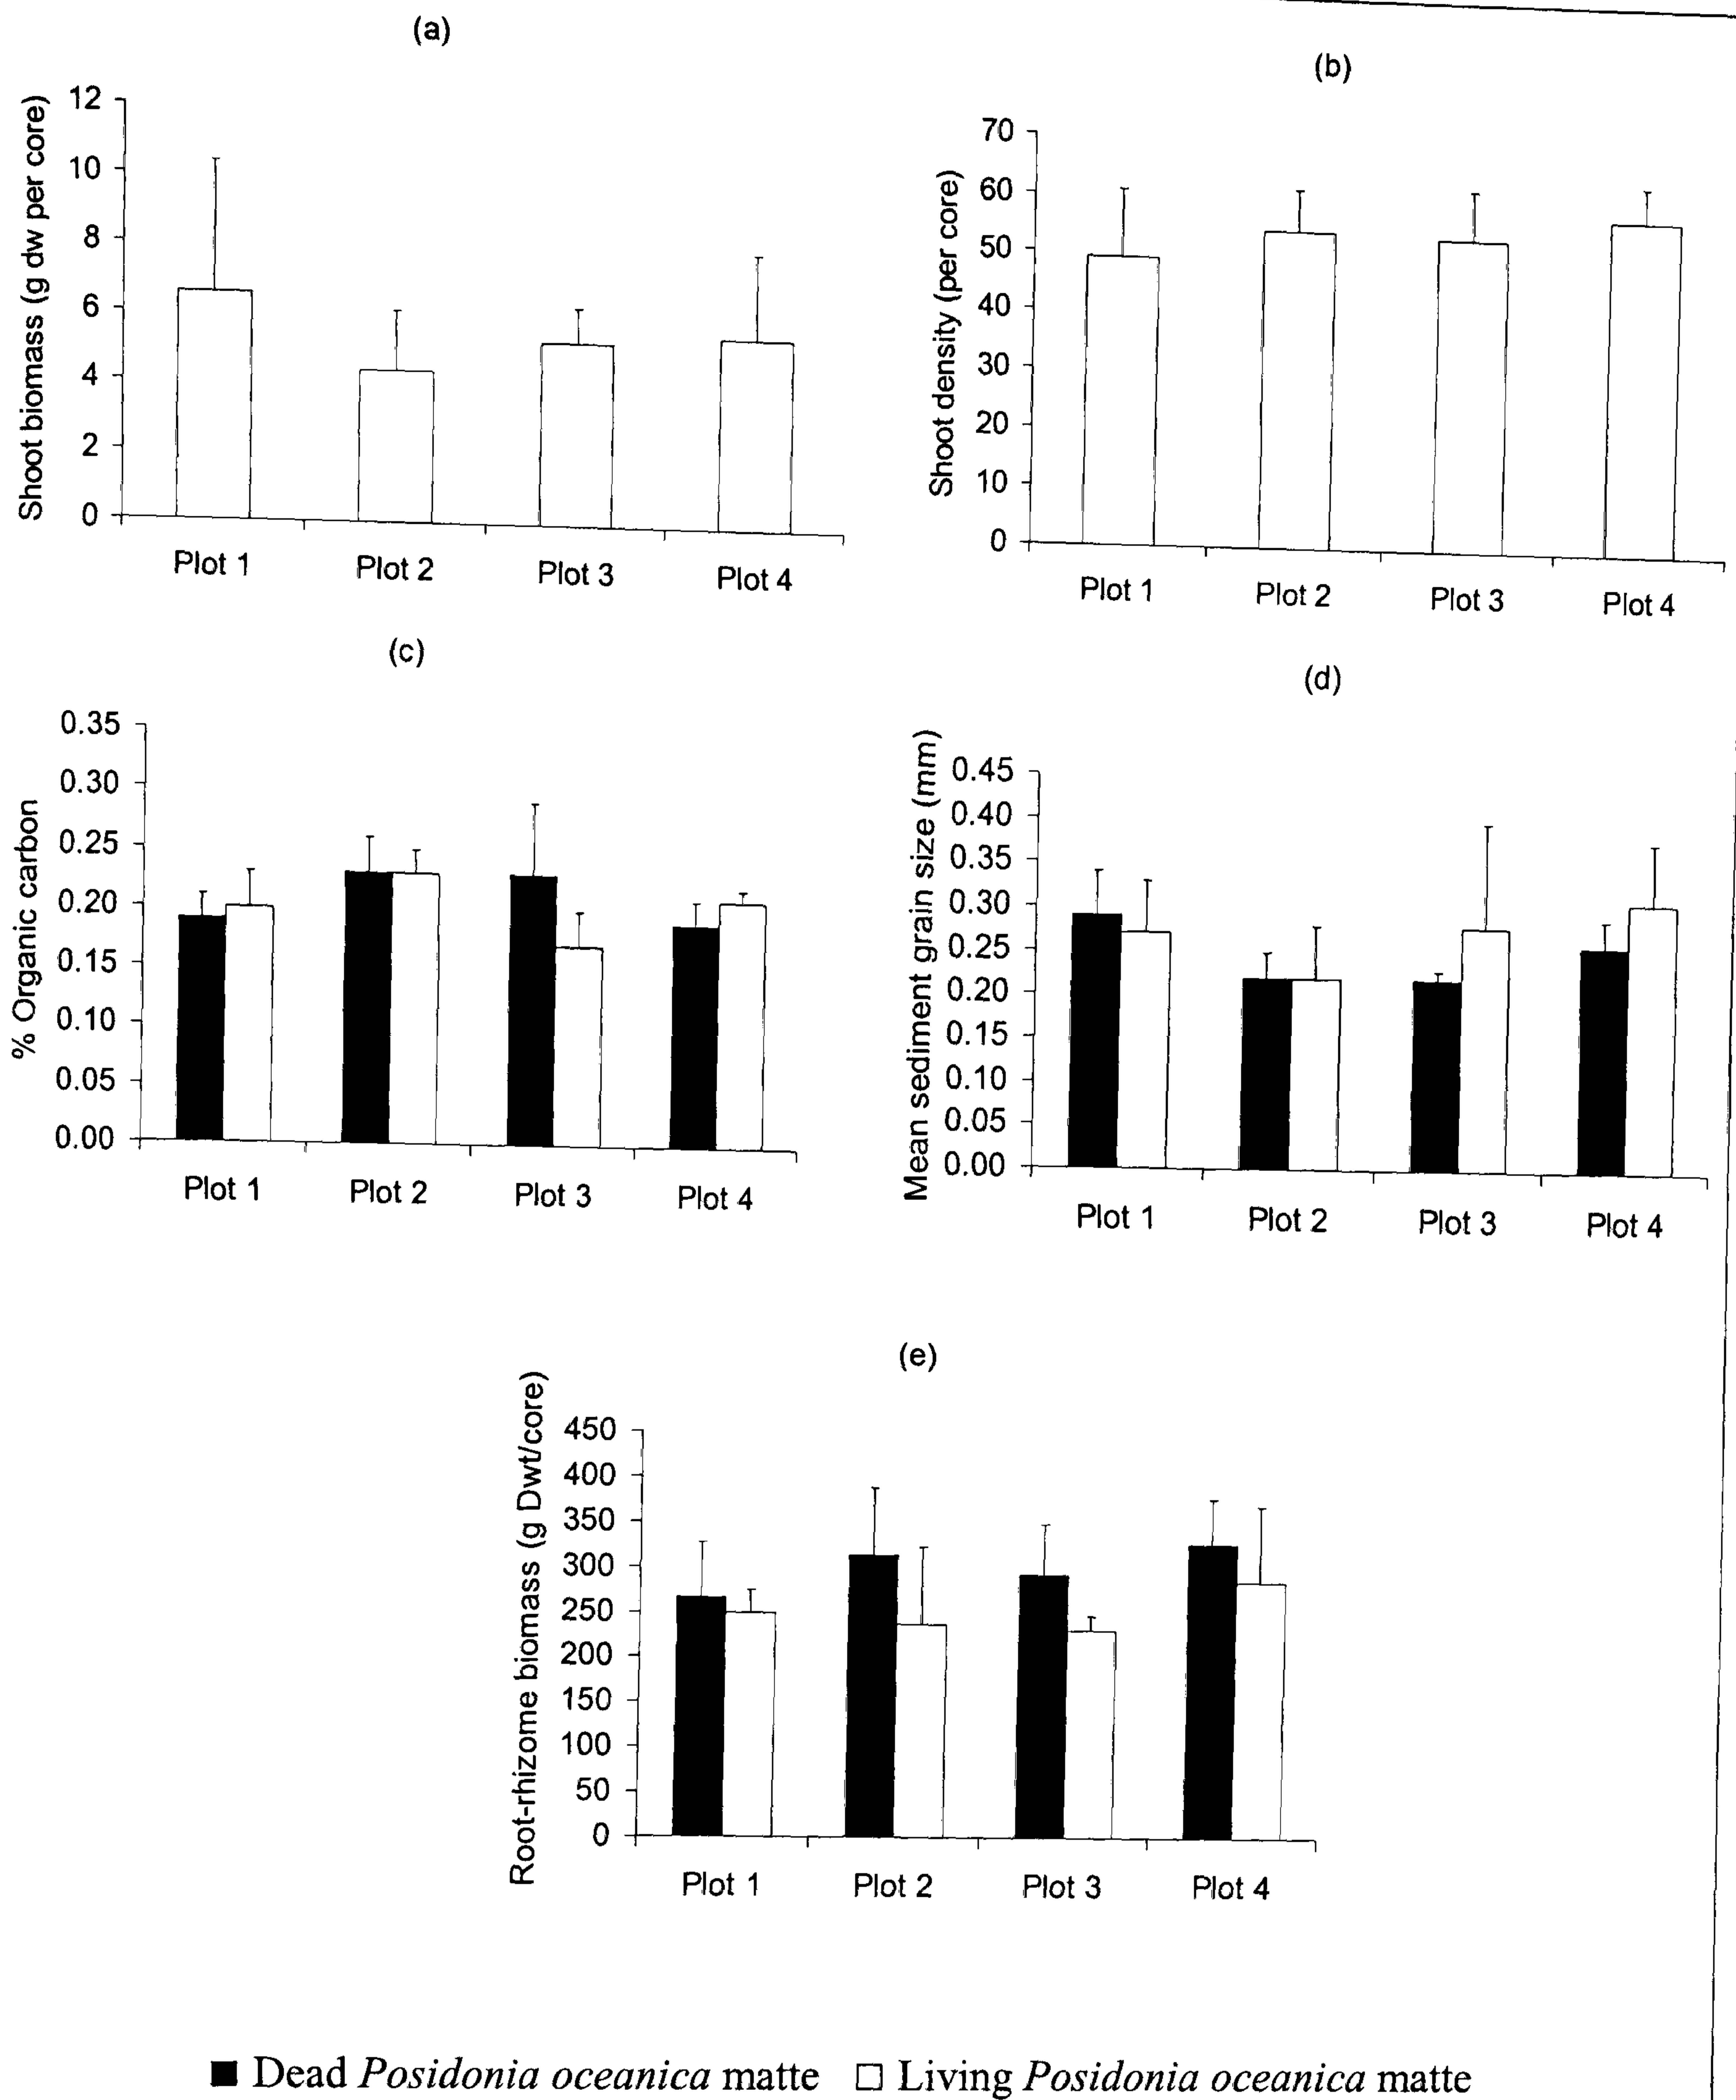 (a)
Shoot biomass (g dw per core)
12
10
8
6
4
2
0
Plot 1 Plot 2 Plot 3 Plot 4
(b)
Shoot density (per core)
70
60
50
40
30
20
10
0
Plot 1 Plot 2 Plot 3 Plot 4
(c)
% Organic carbon
0.35
0.30
0.25
0.20
0.15
0.10
0.05
0.00
Plot 1 Plot 2 Plot 3 Plot 4
(d)
Mean sediment grain size (mm)
0.45
0.40
0.35
0.30
0.25
0.20
0.15
0.10
0.05
0.00
Plot 1 Plot 2 Plot 3 Plot 4
(e)
Root-rhizome biomass (g Dwt/core)
450
400
350
300
250
200
150
100
50
0
Plot 1 Plot 2 Plot 3 Plot 4
Dead Posidonia oceanica matte Living Posidonia oceanica matte